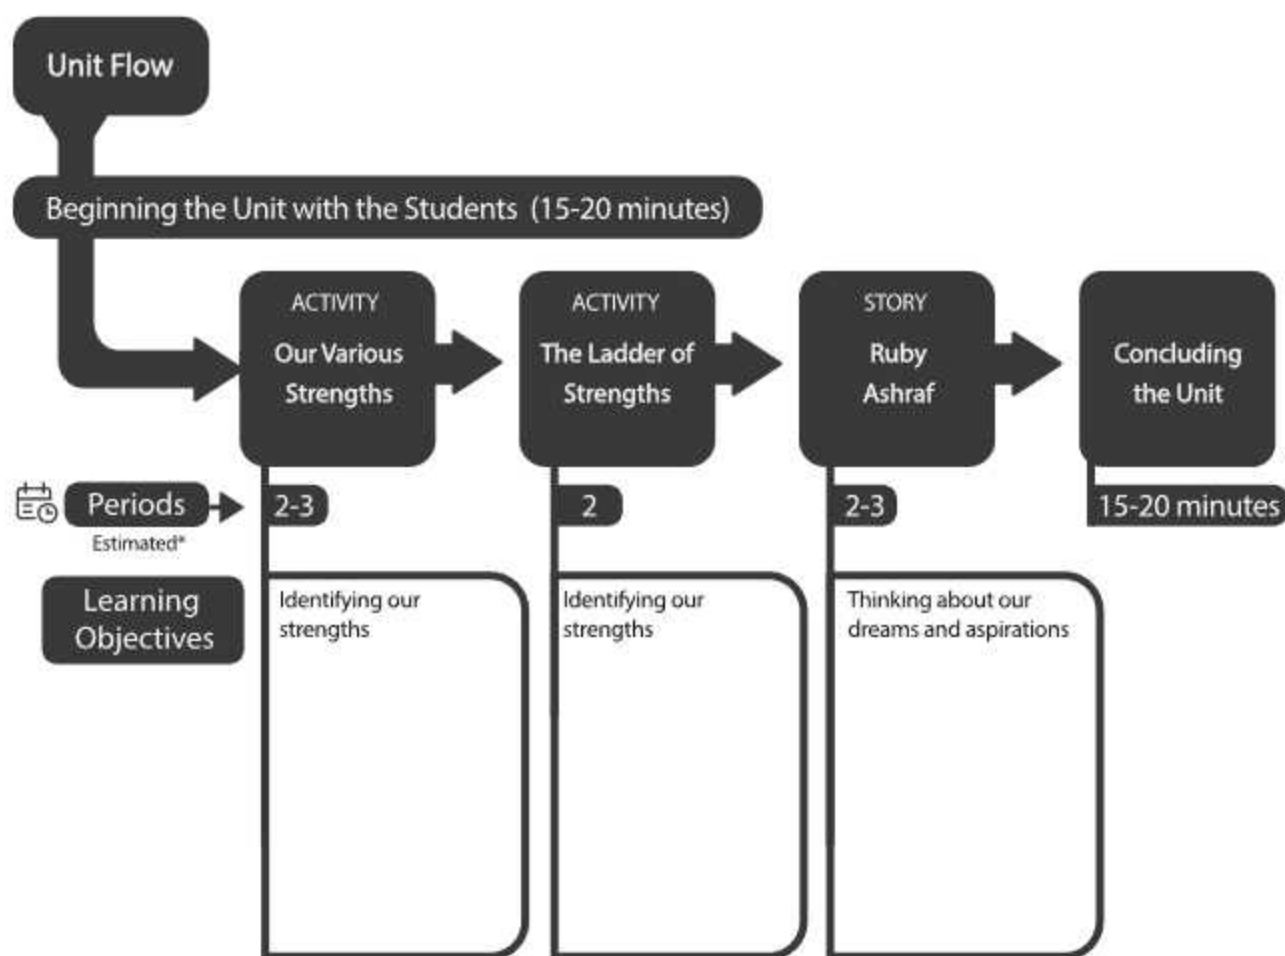 Unit Flow
Beginning the Unit with the Students (15-20 minutes)
ACTIVITY
Our Various
Strengths
ACTIVITY
The Ladder of
Strengths
STORY
Ruby
Ashraf
Concluding
the Unit
Periods
Estimated*
2-3
2
2-3
15-20 minutes
Learning
Objectives
Identifying our
strengths
Identifying our
strengths
Thinking about our
dreams and aspirations